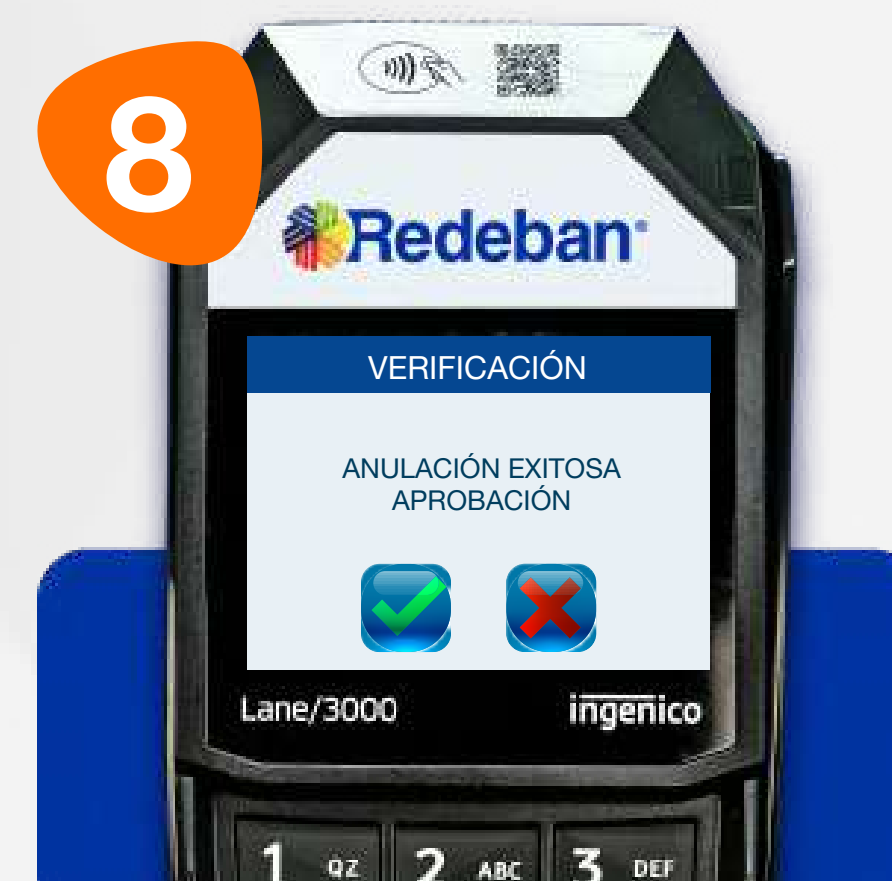 8
Redeban
VERIFICACIÓN
ANULACIÓN EXITOSA
APROBACIÓN
Lane/3000
ingenico
1 QZ 2 ABC 3 DEF